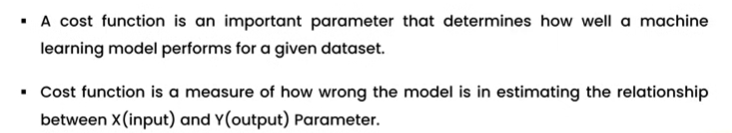 ▪ A cost function is an important parameter that determines how well a machine
learning model performs for a given dataset.
▪ Cost function is a measure of how wrong the model is in estimating the relationship
between X(input) and Y(output) Parameter.